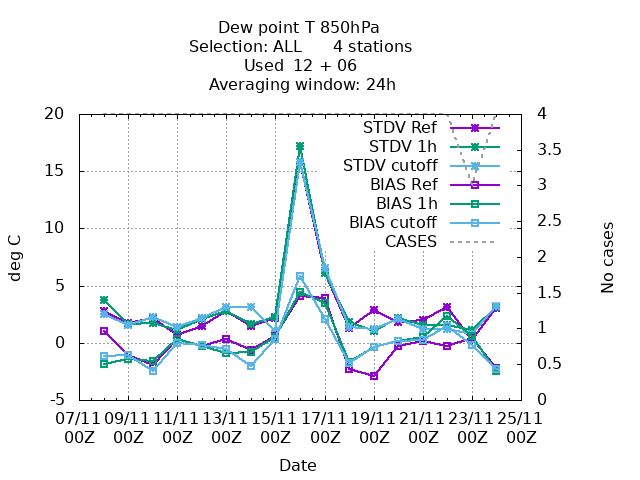 Dew point T 850hPa
Selection: ALL 4 stations
Used 12 + 06
Averaging window: 24h
20 4
STDV Ref
STDV 1h 3.5
15 STDV cutoff
BIAS Ref 3
BIAS 1h
10 BIAS cutoff 2.5
CASES
deg C No cases
2
5 1.5
1
0 0.5
-5 0
07/11 09/11 11/11 13/11 15/11 17/11 19/11 21/11 23/11 25/11
00Z 00Z 00Z 00Z 00Z 00Z 00Z 00Z 00Z 00Z
Date